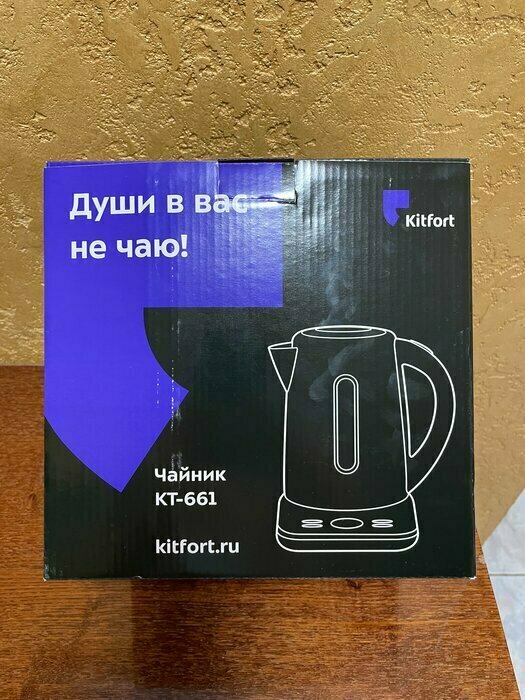 Души в вас
не чаю!
Kitfort
Чайник
КТ-661
kitfort.ru